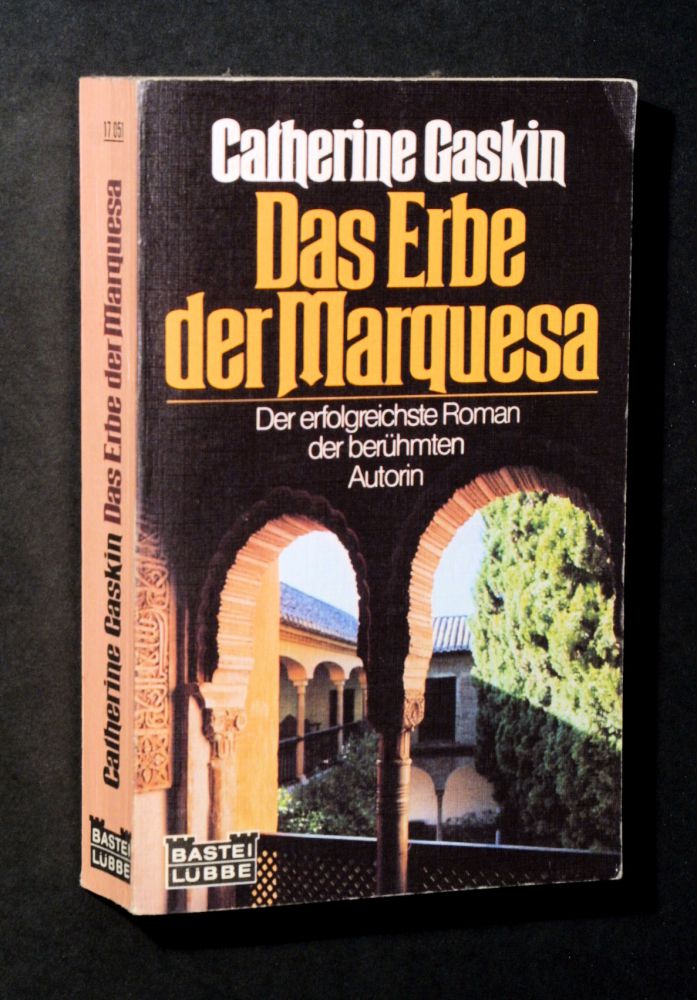 Catherine Gaskin
Das Erbe
der Marquesa
Der erfolgreichste Roman
der berühmten
Autorin
BASTEI
LÜBBE
17 051
Catherine Gaskin Das Erbe der Marquesa
BASTEI
LÜBBE